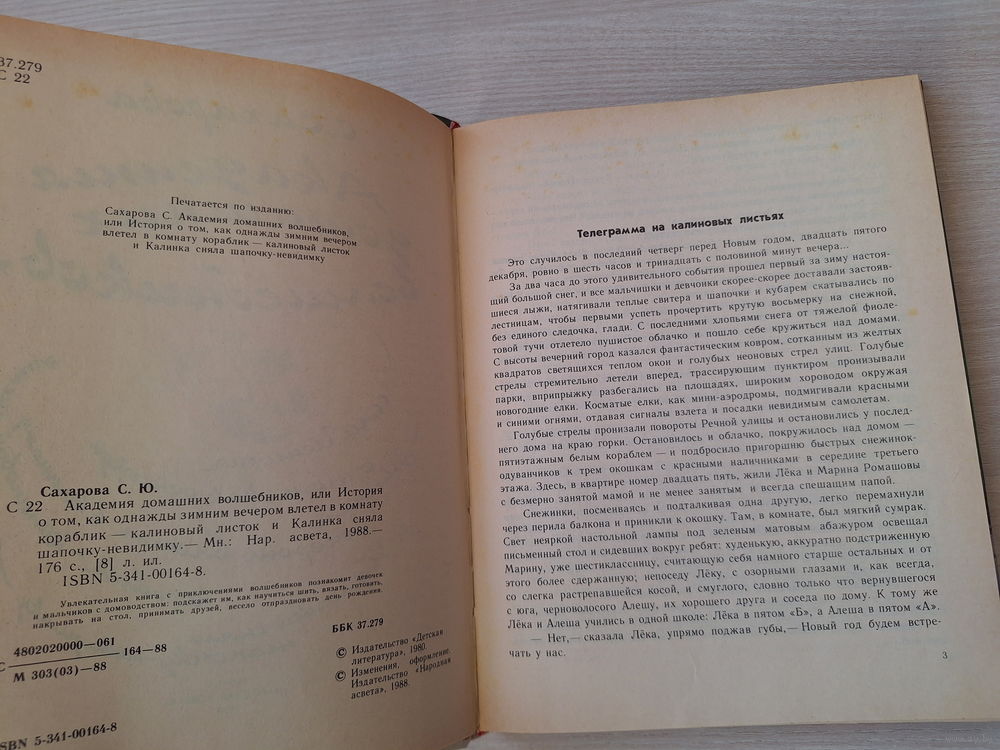 37.279
С 22
Печатается по изданию:
Сахарова С. Академия домашних волшебников,
или История о том, как однажды зимним вечером
влетел в комнату кораблик — калиновый листок
и Калинка сняла шапочку-невидимку
Сахарова С. Ю.
С 22 Академия домашних волшебников, или История
о том, как однажды зимним вечером влетел в комнату
кораблик — калиновый листок и Калинка сняла
шапочку-невидимку.— Мн.: Нар. асвета, 1988.—
176 с., [8] л. ил.
ISBN 5-341-00164-8.
Увлекательная книга с приключениями волшебников познакомит девочек
и мальчиков с домоводством: подскажет им, как научиться шить, вязать, готовить,
накрывать на стол, принимать друзей, весело отпраздновать день рождения.
4802020000—061
С 164—88
М 303(03)—88
ББК 37.279
© Издательство «Детская
литература», 1980.
© Изменения, оформление.
Издательство «Народная
асвета», 1988.
ISBN 5-341-00164-8
Телеграмма на калиновых листьях
Это случилось в последний четверг перед Новым годом, двадцать пятого
декабря, ровно в шесть часов и тринадцать с половиной минут вечера...
За два часа до этого удивительного события прошел первый за зиму настоя-
щий большой снег, и все мальчишки и девчонки скорее-скорее доставали застояв-
шиеся лыжи, натягивали теплые свитера и шапочки и кубарем скатывались по
лестницам, чтобы первыми успеть прочертить крутую восьмерку на снежной,
без единого следочка, глади. С последними хлопьями снега от тяжелой фиоле-
товой тучи отлетело пушистое облачко и пошло себе кружиться над домами.
С высоты вечерний город казался фантастическим ковром, сотканным из желтых
квадратов светящихся теплом окон и голубых неоновых стрел улиц. Голубые
стрелы стремительно летели вперед, трассирующим пунктиром пронизывали
парки, вприпрыжку разбегались на площадях, широким хороводом окружая
новогодние елки. Косматые елки, как мини-аэродромы, подмигивали красными
и синими огнями, отдавая сигналы взлета и посадки невидимым самолетам.
Голубые стрелы пронизали повороты Речной улицы и остановились у послед-
него дома на краю горки. Остановилось и облачко, покружилось над домом —
пятиэтажным белым кораблем — и подбросило пригоршню быстрых снежинок-
одуванчиков к трем окошкам с красными наличниками в середине третьего
этажа. Здесь, в квартире номер двадцать пять, жили Лёка и Марина Ромашовы
с безмерно занятой мамой и не менее занятым и всегда спешащим папой.
Снежинки, посмеиваясь и подталкивая одна другую, легко перемахнули
через перила балкона и приникли к окошку. Там, в комнате, был мягкий сумрак.
Свет неяркой настольной лампы под зеленым матовым абажуром освещал
письменный стол и сидевших вокруг ребят: худенькую, аккуратно подстриженную
Марину, уже шестиклассницу, считающую себя намного старше остальных и от
этого более сдержанную; непоседу Лёку, с озорными глазами и, как всегда,
со слегка растрепавшейся косой, и смуглого, словно только что вернувшегося
с юга, черноволосого Алешу, их хорошего друга и соседа по дому. К тому же
Лёка и Алеша учились в одной школе: Лёка в пятом «Б», а Алеша в пятом «А».
— Нет,— сказала Лёка, упрямо поджав губы,— Новый год будем встре-
чать у нас.
3